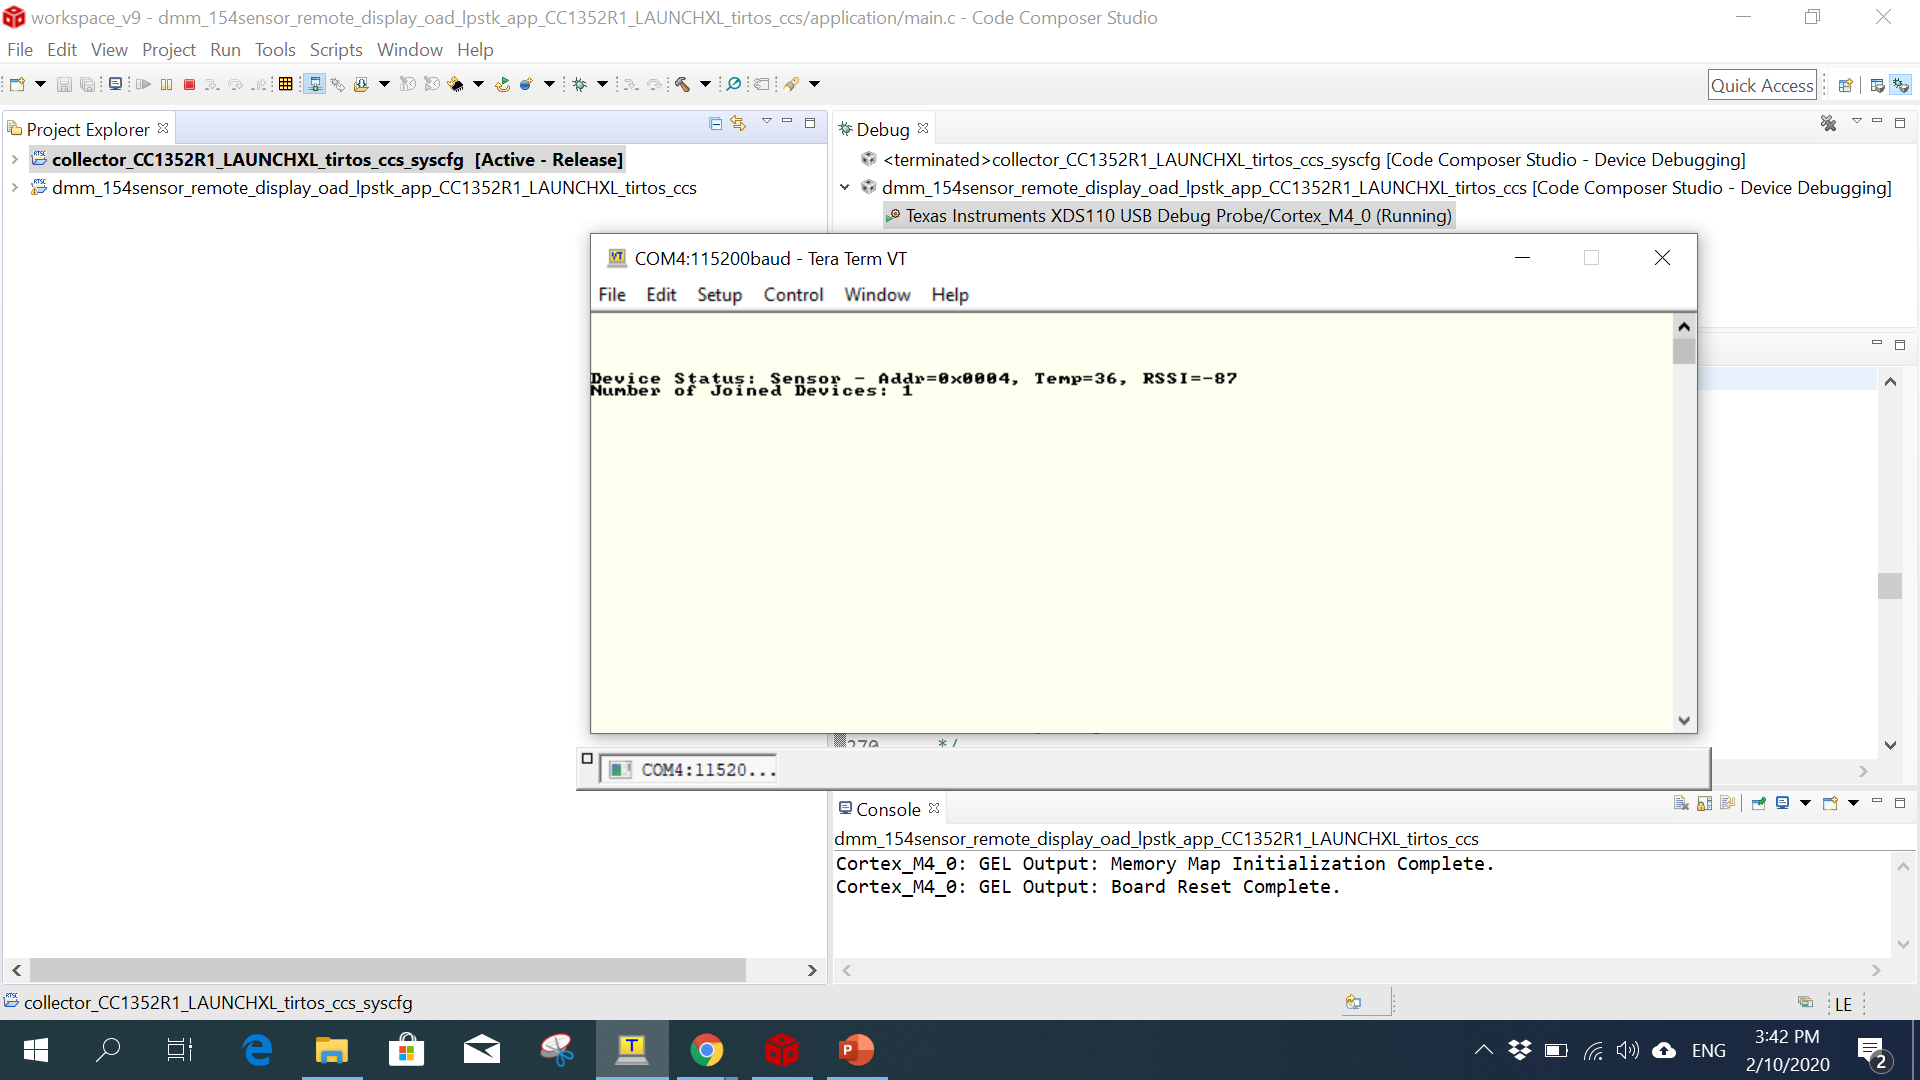 workspace_v9 - dmm_154sensor_remote_display_oad_lpstk_app_CC1352R1_LAUNCHXL_tirtos_ccs/application/main.c - Code Composer Studio
File Edit View Project Run Tools Scripts Window Help
Quick Access
Project Explorer
collector_CC1352R1_LAUNCHXL_tirtos_ccs_syscfg [Active - Release]
dmm_154sensor_remote_display_oad_lpstk_app_CC1352R1_LAUNCHXL_tirtos_ccs
Debug
<terminated>collector_CC1352R1_LAUNCHXL_tirtos_ccs_syscfg [Code Composer Studio - Device Debugging]
dmm_154sensor_remote_display_oad_lpstk_app_CC1352R1_LAUNCHXL_tirtos_ccs [Code Composer Studio - Device Debugging]
Texas Instruments XDS110 USB Debug Probe/Cortex_M4_0 (Running)
COM4:115200baud - Tera Term VT
File Edit Setup Control Window Help
Device Status: Sensor - Addr=0x0004, Temp=36, RSSI=-87
Number of Joined Devices: 1
270 */
COM4:11520...
Console
dmm_154sensor_remote_display_oad_lpstk_app_CC1352R1_LAUNCHXL_tirtos_ccs
Cortex_M4_0: GEL Output: Memory Map Initialization Complete.
Cortex_M4_0: GEL Output: Board Reset Complete.
collector_CC1352R1_LAUNCHXL_tirtos_ccs_syscfg
LE
ENG
3:42 PM
2/10/2020
2